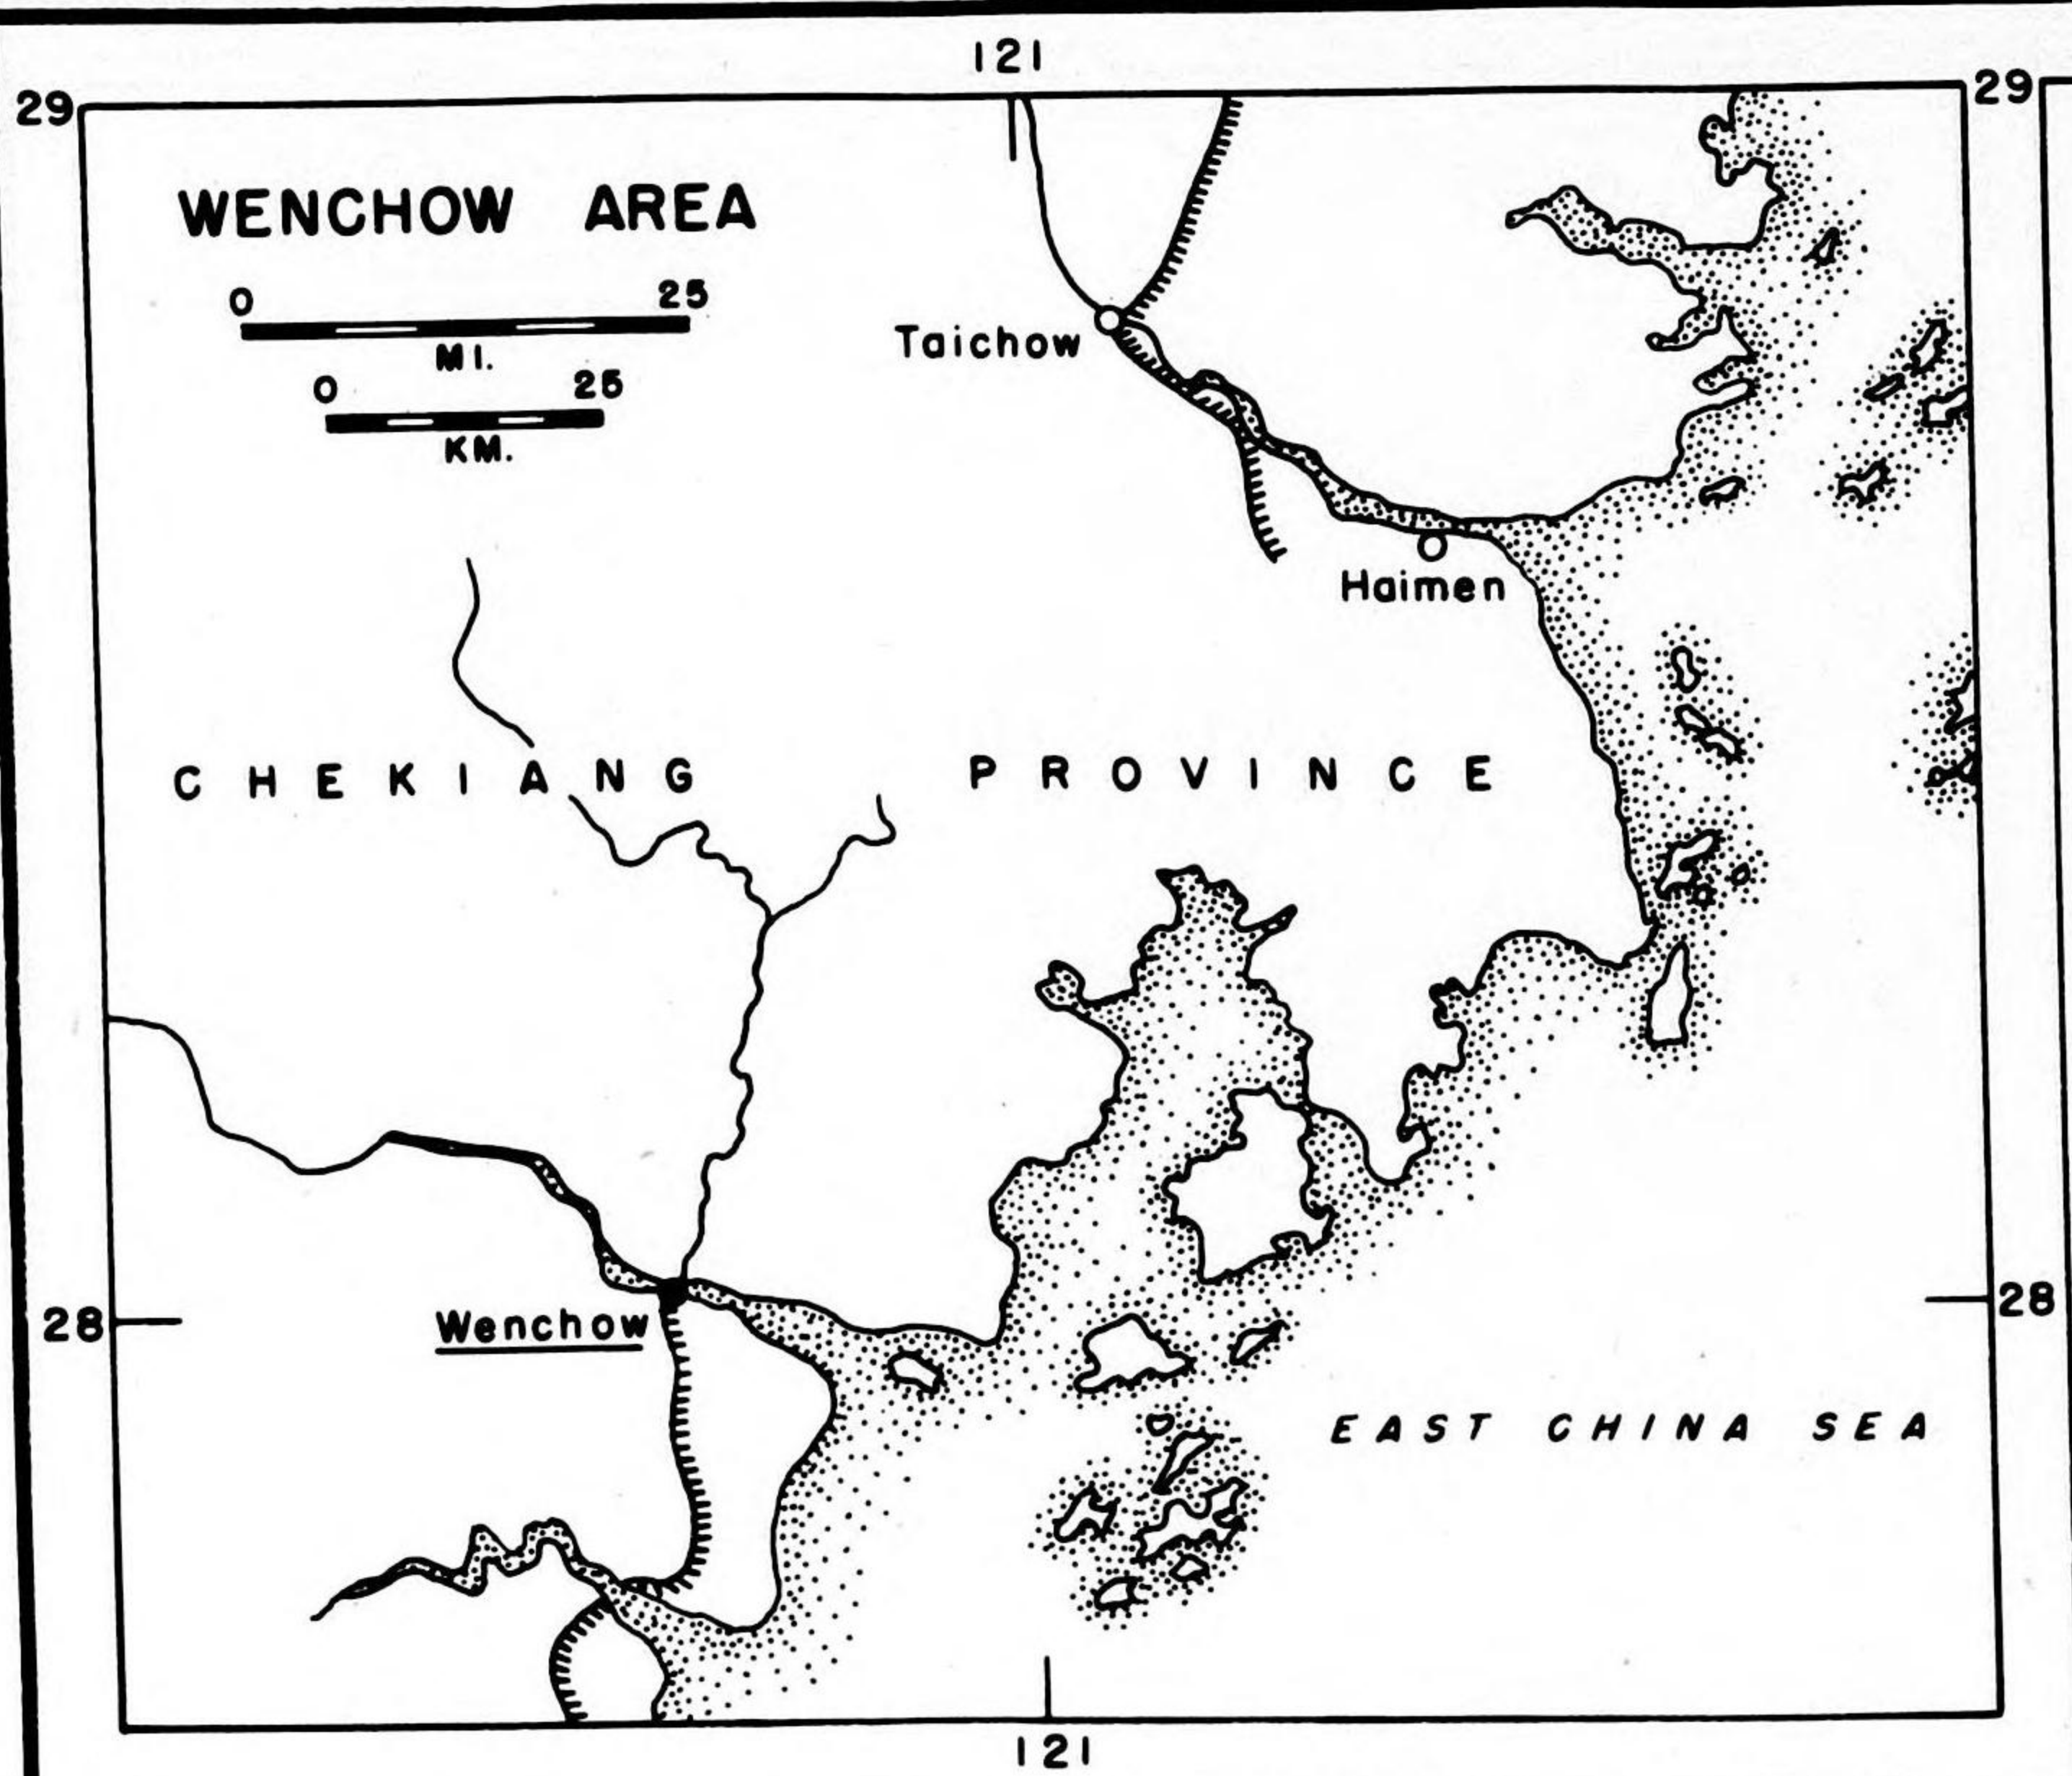 121
29
29
WENCHOW AREA
0 25
MI.
0 25
KM.
Taichow
Haimen
CHEKIANG PROVINCE
28
Wenchow
28
EAST CHINA SEA
121